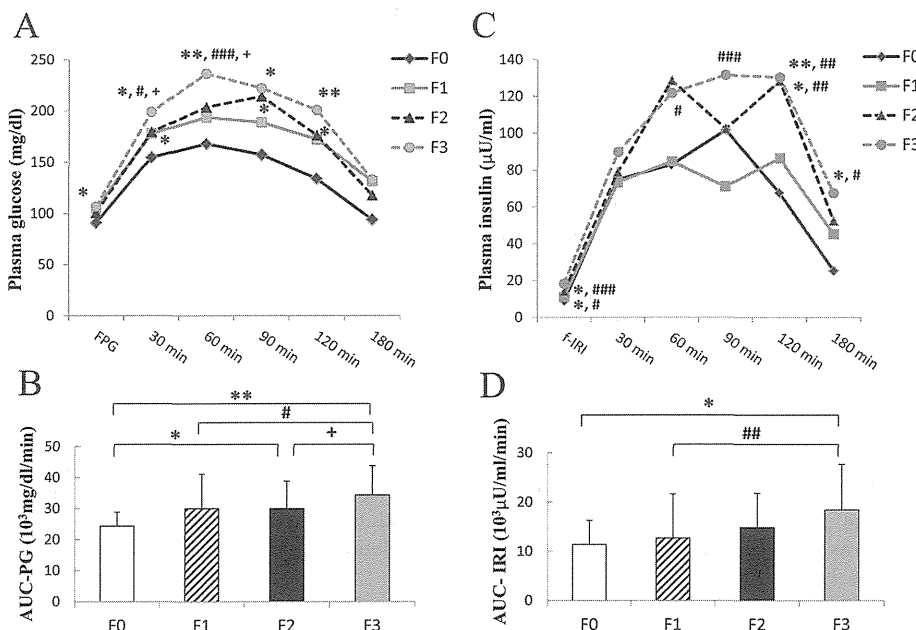 A
Plasma glucose (mg/dl)
250
200
150
100
50
0
*
*, #, +
*
**, ###, +
*
*
**
*
F0
F1
F2
F3
FPG
30 min
60 min
90 min
120 min
180 min
C
Plasma insulin (μU/ml)
140
120
100
80
60
40
20
0
*, ###
*, #
#
###
**, ##
*, ##
*, #
F0
F1
F2
F3
f-IRI
30 min
60 min
90 min
120 min
180 min
B
AUC-PG (10³mg/dl/min)
50
40
30
20
10
0
**
#
*
+
F0
F1
F2
F3
D
AUC- IRI (10³μU/ml/min)
30
20
10
0
*
##
F0
F1
F2
F3